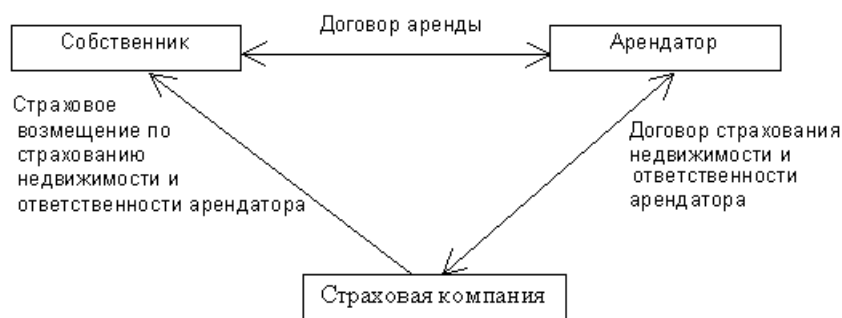 Договор аренды
Собственник
Арендатор
Страховое
возмещение по
страхованию
недвижимости и
ответственности арендатора
Договор страхования
недвижимости и
ответственности
арендатора
Страховая компания